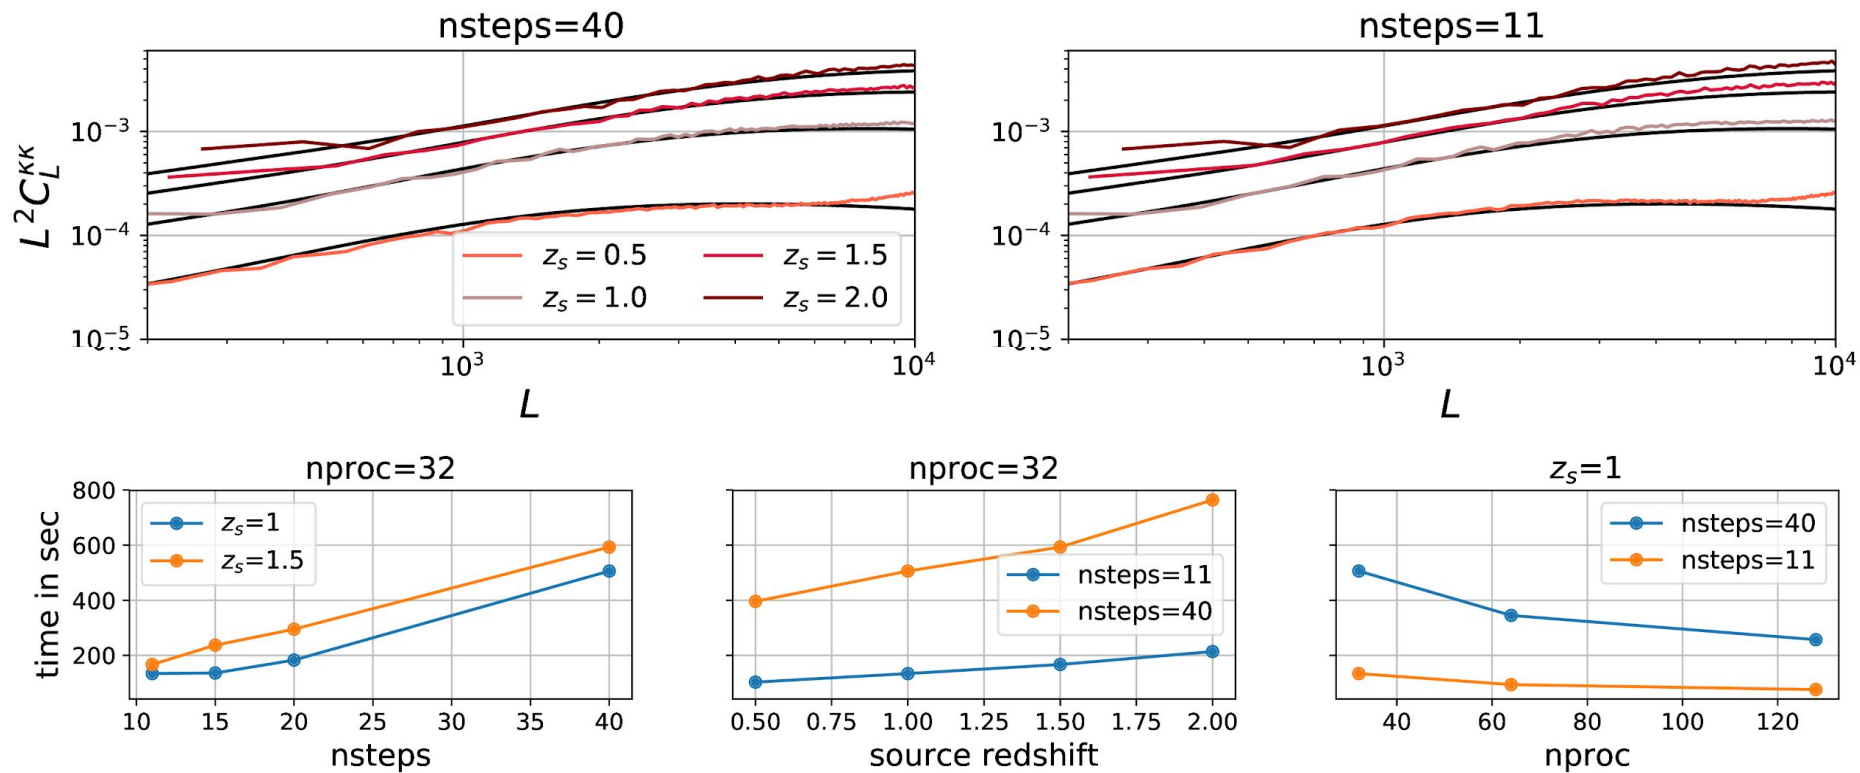 nsteps=40
nsteps=11
L²C_L^{κκ}
10⁻³
10⁻⁴
10⁻⁵
z_s = 0.5
z_s = 1.5
z_s = 1.0
z_s = 2.0
10³
10⁴
L
10⁻³
10⁻⁴
10⁻⁵
10³
10⁴
L
nproc=32
time in sec
800
600
400
200
z_s=1
z_s=1.5
10 15 20 25 30 35 40
nsteps
nproc=32
nsteps=11
nsteps=40
0.50 0.75 1.00 1.25 1.50 1.75 2.00
source redshift
z_s=1
nsteps=40
nsteps=11
40 60 80 100 120
nproc